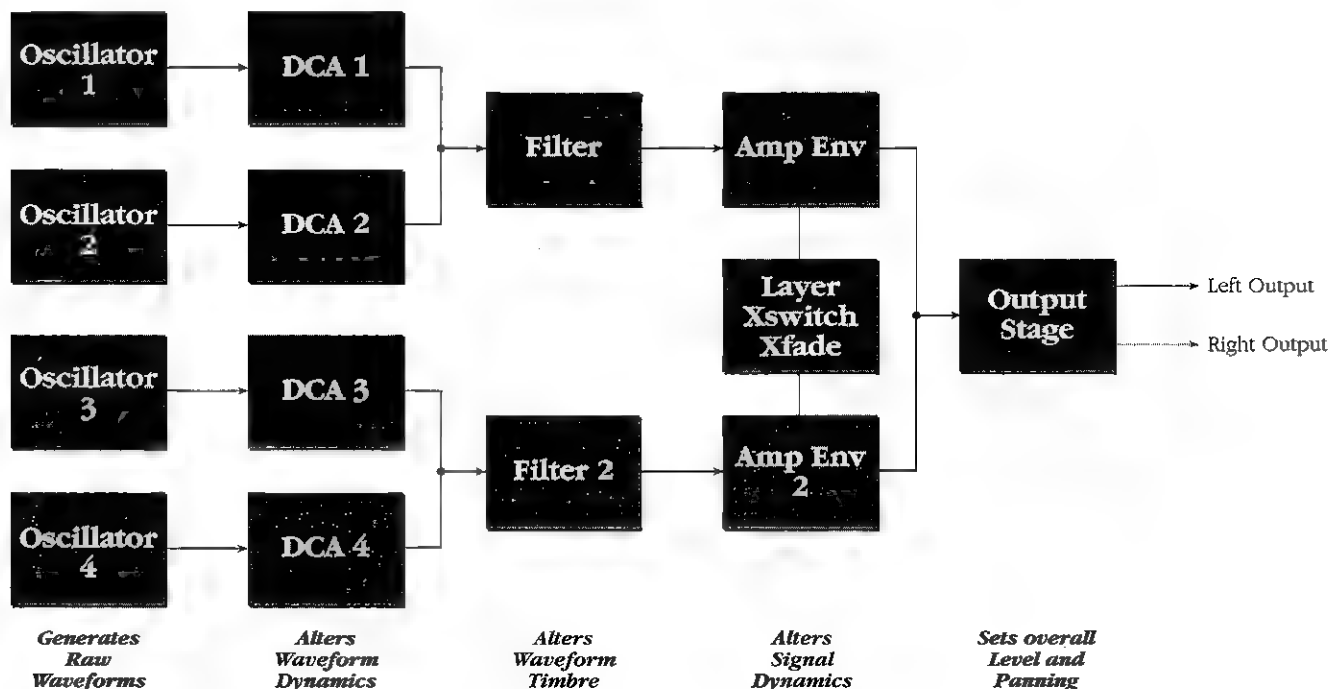 Oscillator
1
DCA 1
Oscillator
2
DCA 2
Filter
Amp Env
Layer
Xswitch
Xfade
Output
Stage
Left Output
Right Output
Oscillator
3
DCA 3
Oscillator
4
DCA 4
Filter 2
Amp Env
2
Generates
Raw
Waveforms
Alters
Waveform
Dynamics
Alters
Waveform
Timbre
Alters
Signal
Dynamics
Sets overall
Level and
Panning